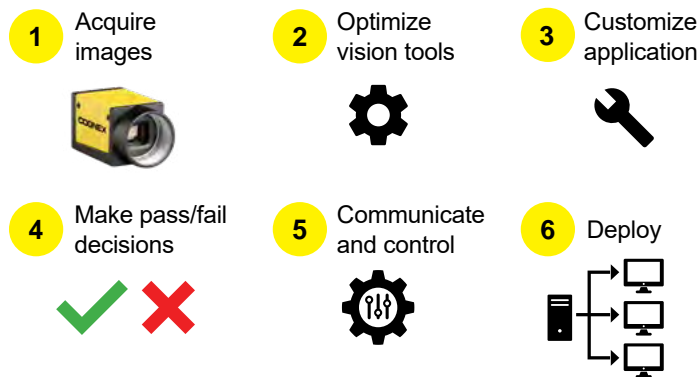 1
Acquire
images
COGNEX
2
Optimize
vision tools
3
Customize
application
4
Make pass/fail
decisions
5
Communicate
and control
6
Deploy